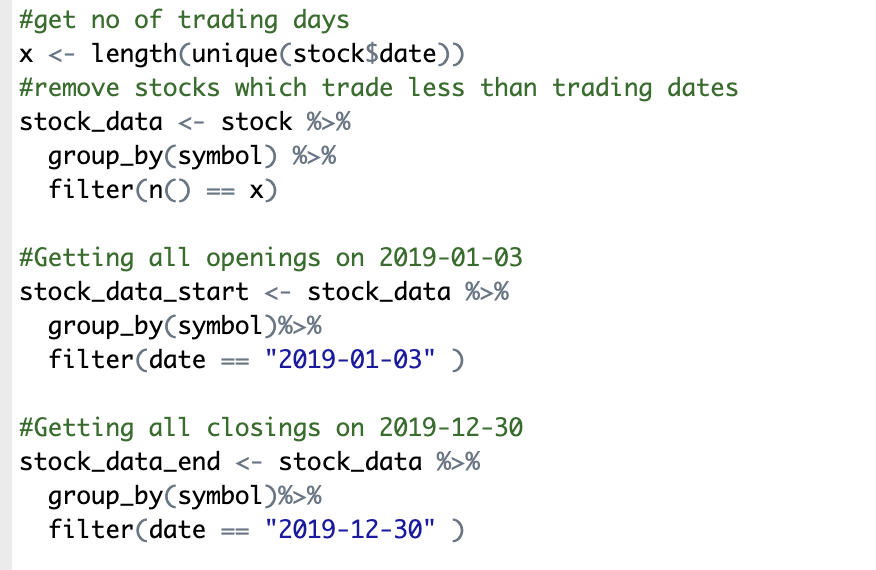 #get no of trading days
x <- length(unique(stock$date))
#remove stocks which trade less than trading dates
stock_data <- stock %>%
  group_by(symbol) %>%
  filter(n() == x)

#Getting all openings on 2019-01-03
stock_data_start <- stock_data %>%
  group_by(symbol)%>%
  filter(date == "2019-01-03" )

#Getting all closings on 2019-12-30
stock_data_end <- stock_data %>%
  group_by(symbol)%>%
  filter(date == "2019-12-30" )